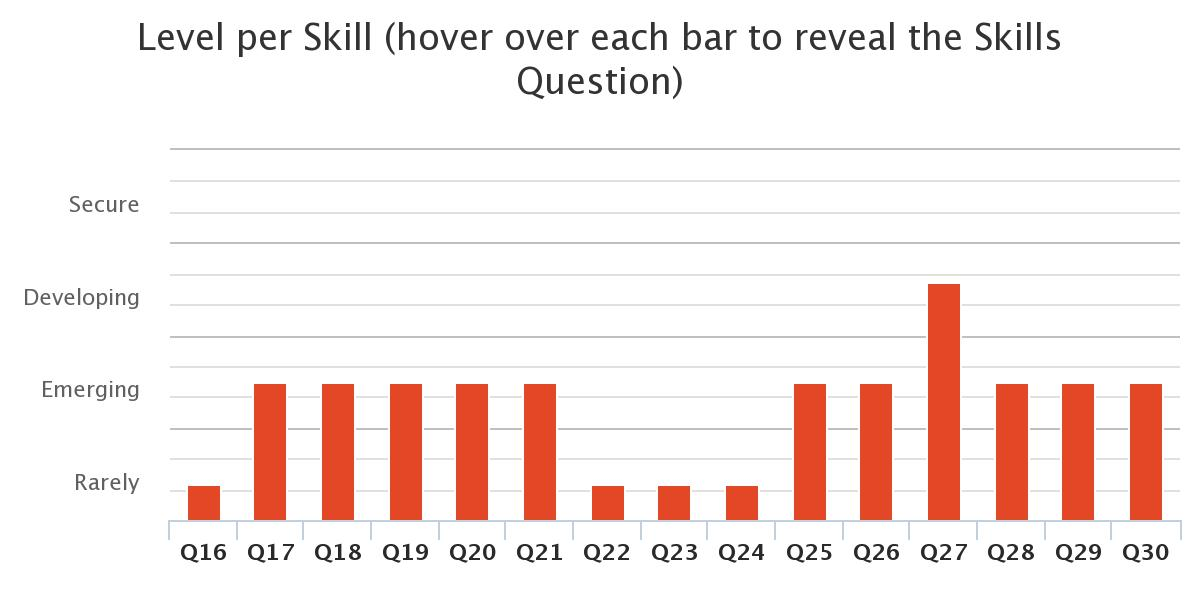 Level per Skill (hover over each bar to reveal the Skills
Question)
Secure
Developing
Emerging
Rarely
Q16 Q17 Q18 Q19 Q20 Q21 Q22 Q23 Q24 Q25 Q26 Q27 Q28 Q29 Q30